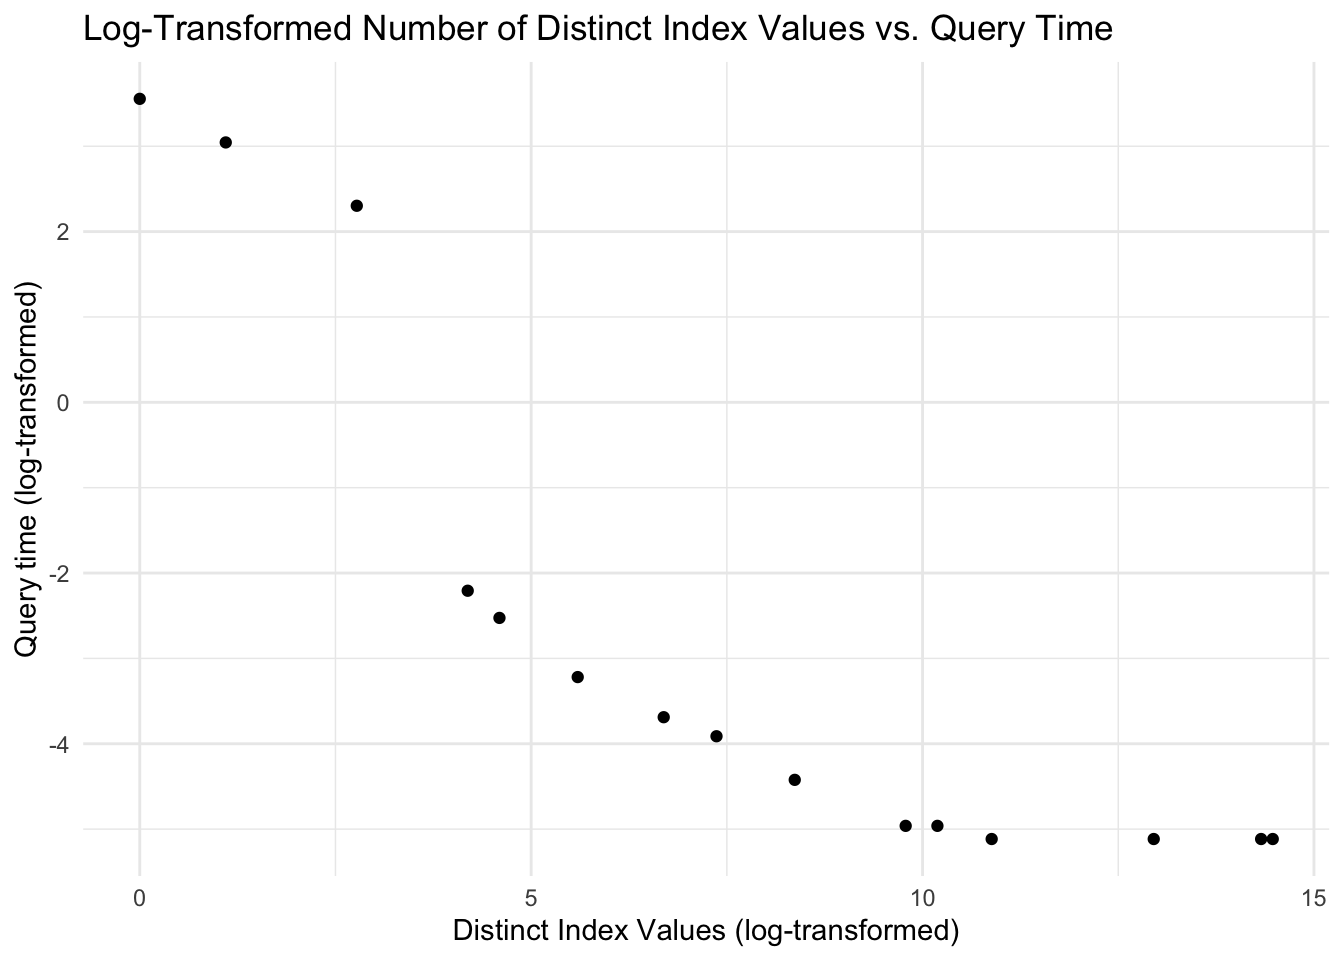 Log-Transformed Number of Distinct Index Values vs. Query Time
2
0
-2
-4
Query time (log-transformed)
0
5
10
15
Distinct Index Values (log-transformed)